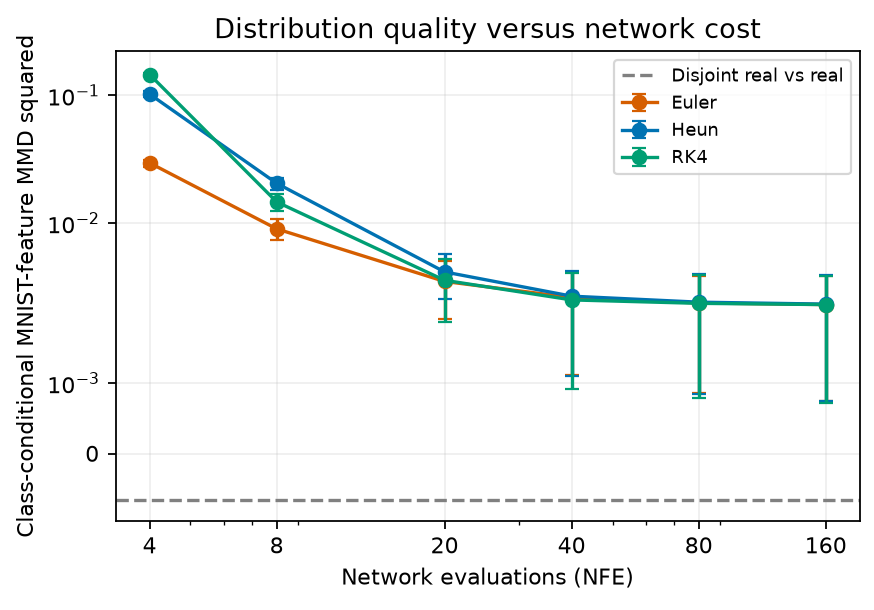 Distribution quality versus network cost
Class-conditional MNIST-feature MMD squared
10⁻¹
10⁻²
10⁻³
0
Disjoint real vs real
Euler
Heun
RK4
4
8
20
40
80
160
Network evaluations (NFE)